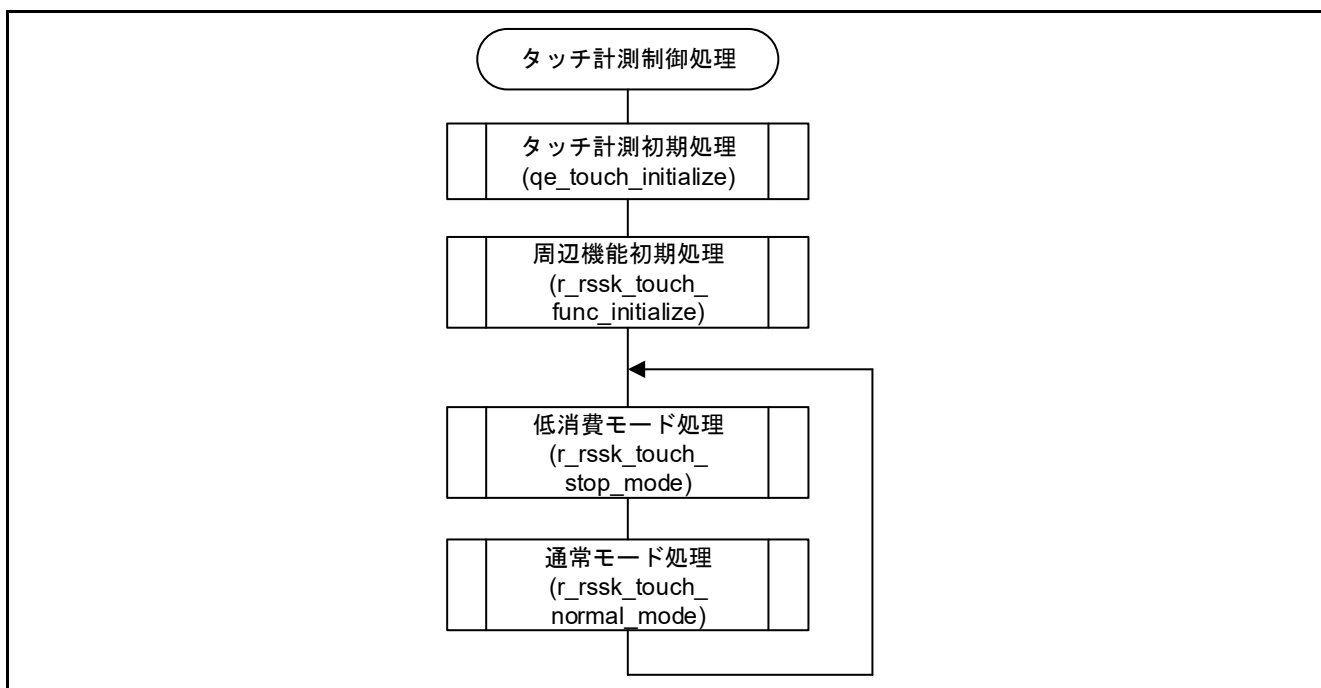 タッチ計測制御処理
タッチ計測初期処理
(qe_touch_initialize)
周辺機能初期処理
(r_rssk_touch_
func_initialize)
低消費モード処理
(r_rssk_touch_
stop_mode)
通常モード処理
(r_rssk_touch_
normal_mode)